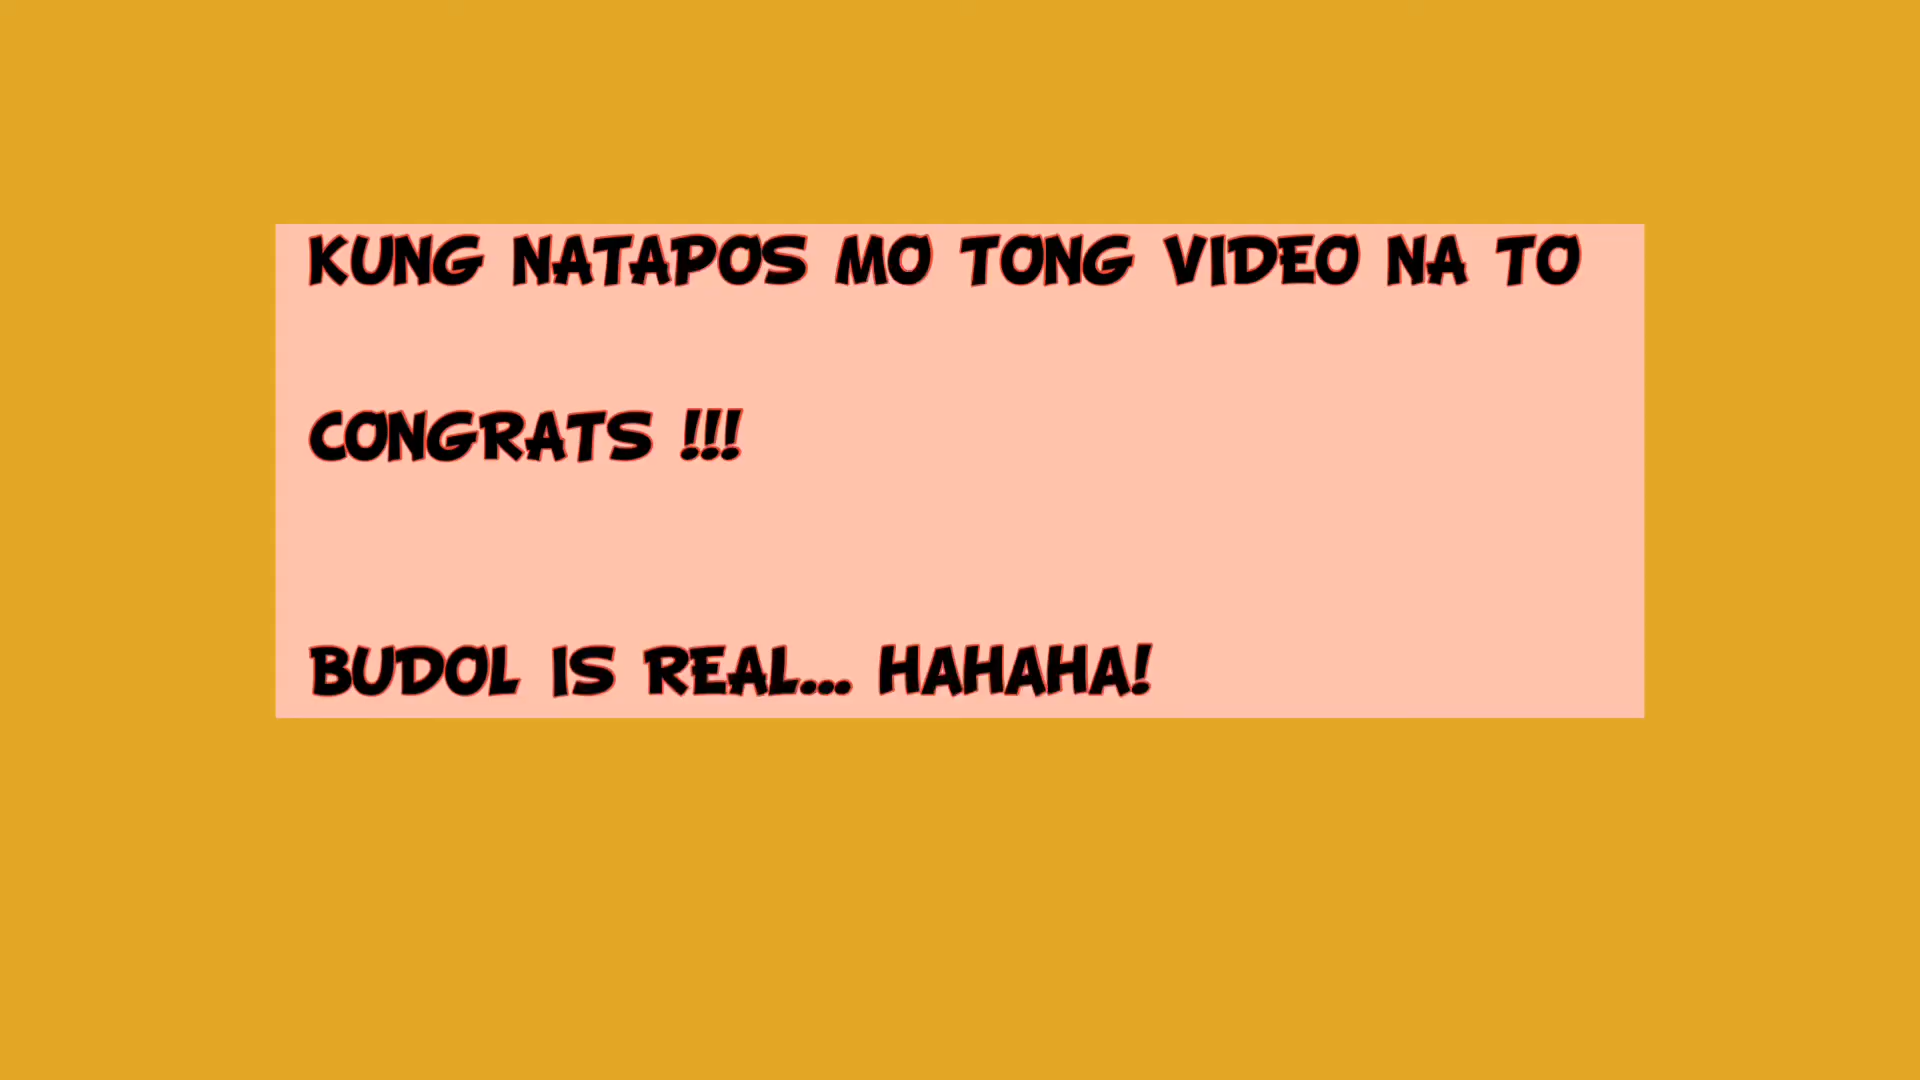 KUNG NATAPOS MO TONG VIDEO NA TO
CONGRATS !!!
BUDOL IS REAL... HAHAHA!